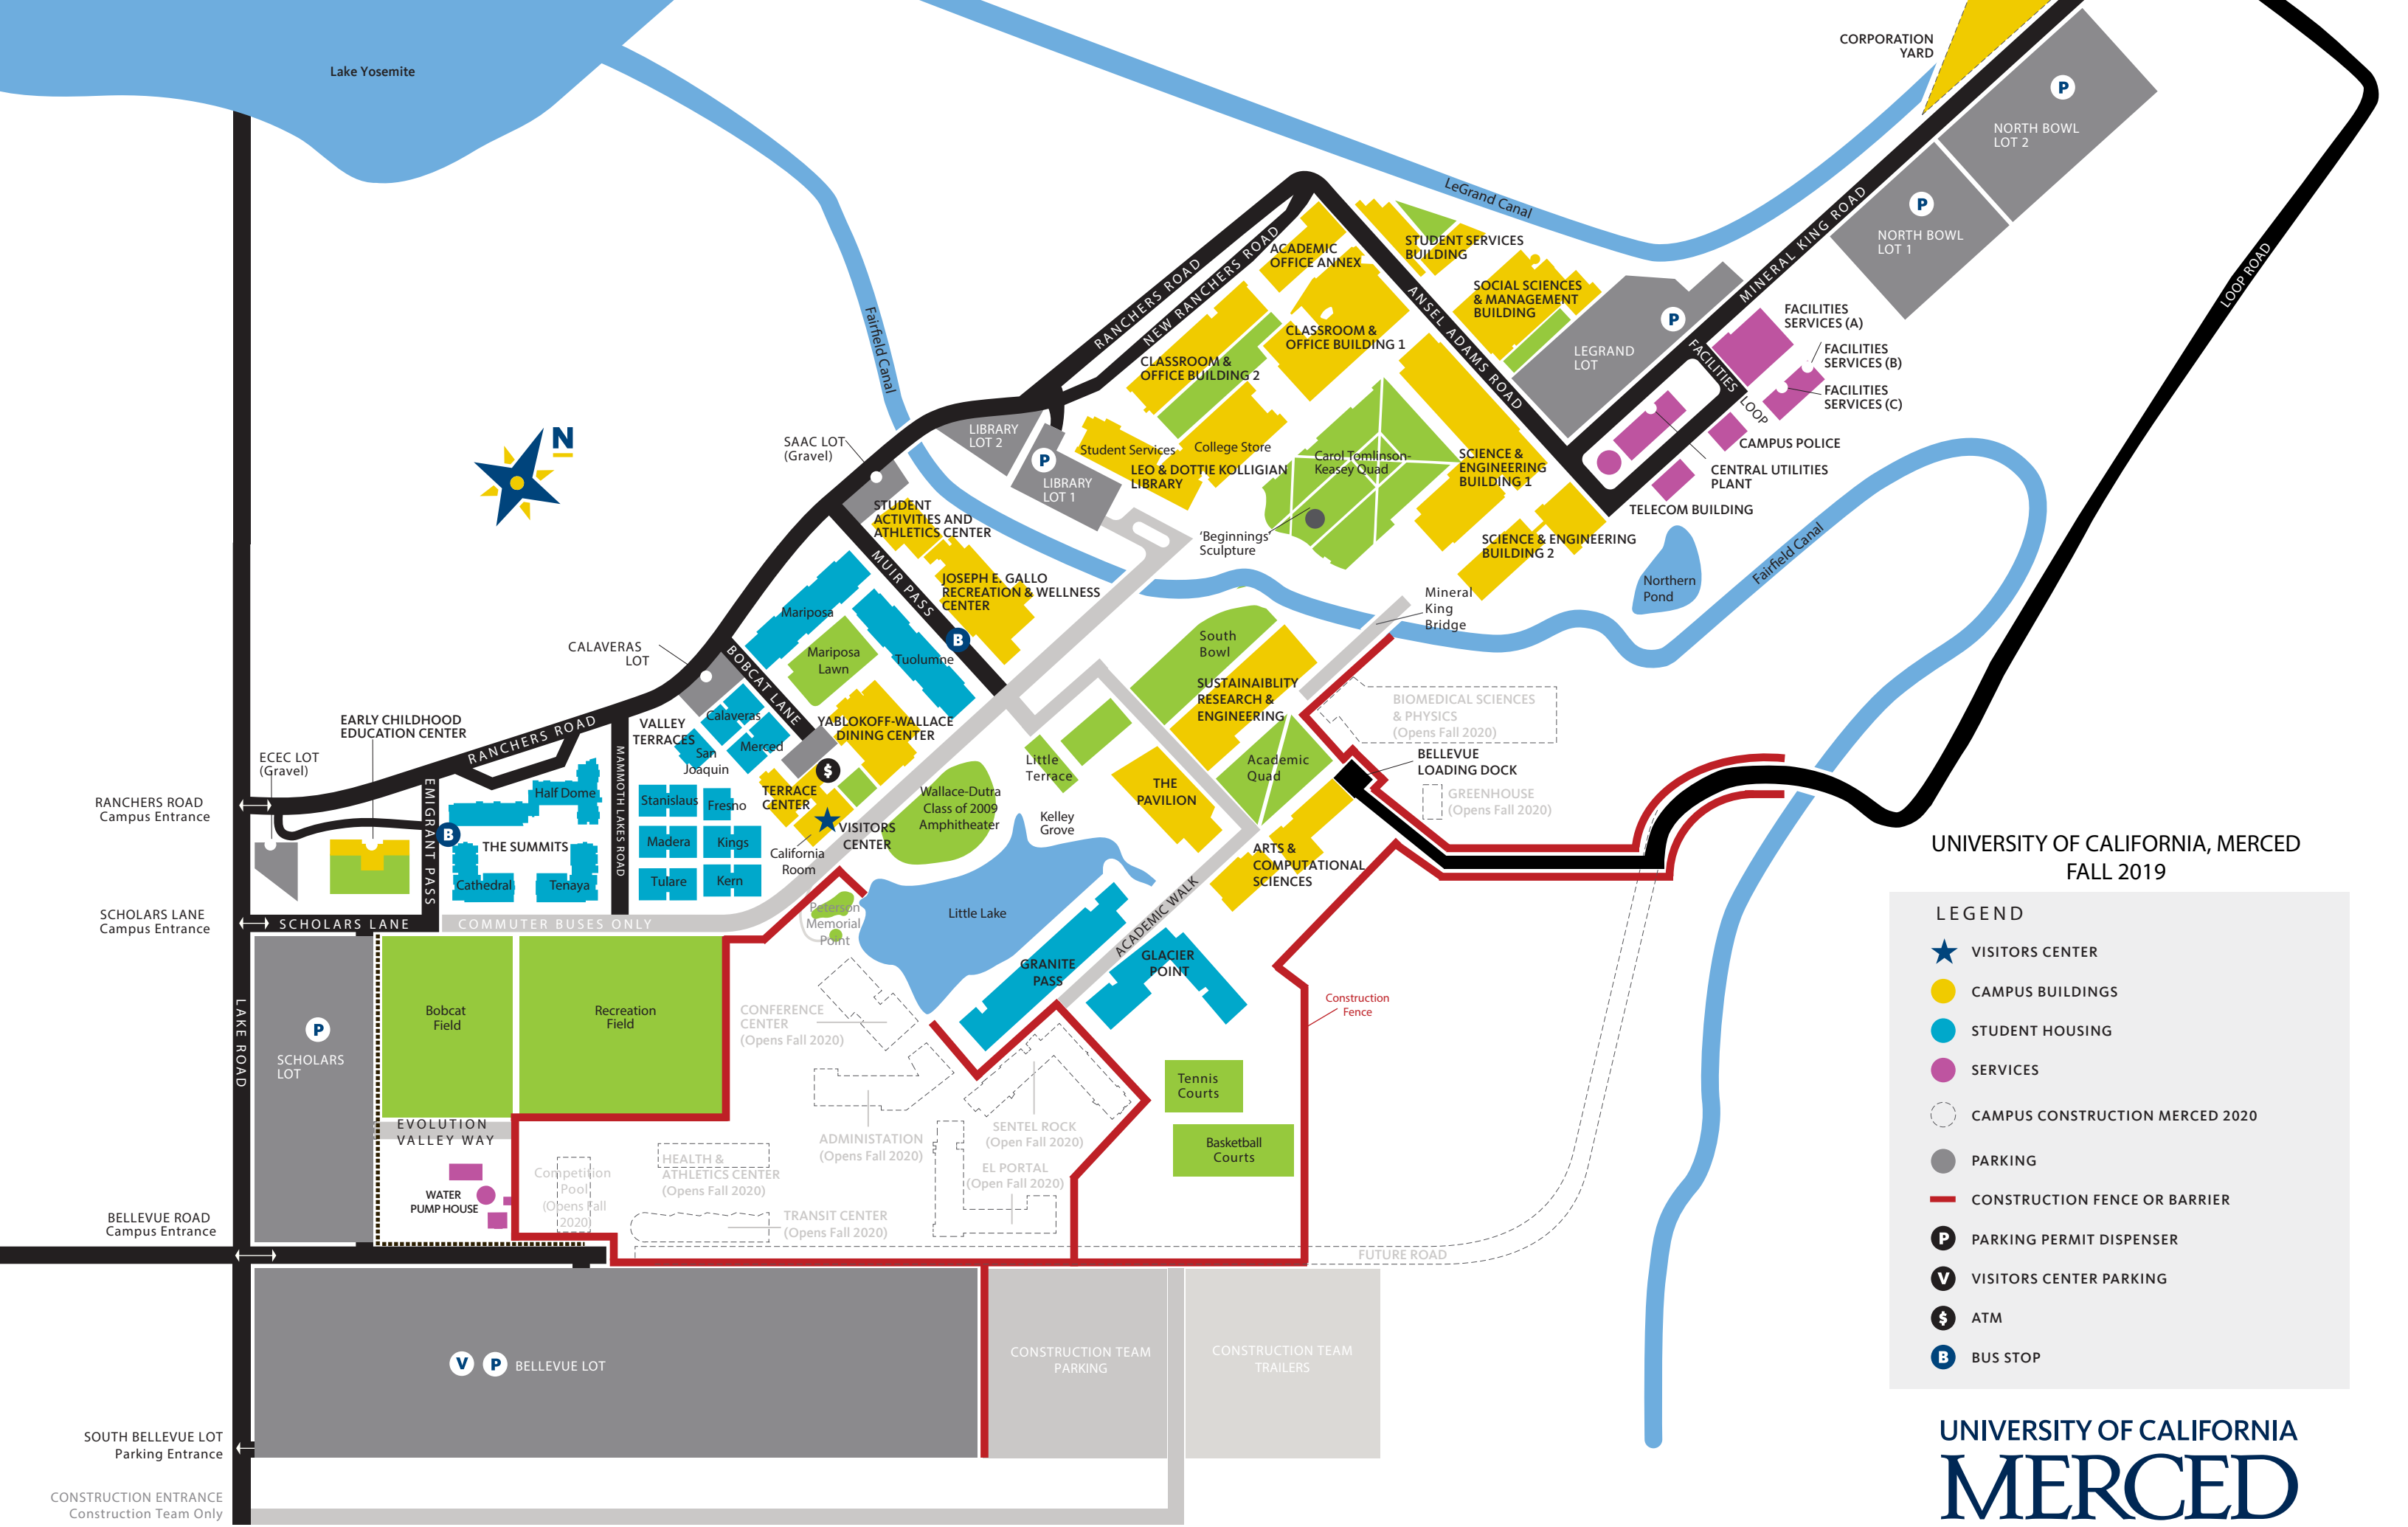 CORPORATION
YARD
Lake Yosemite
NORTH BOWL
LOT 2
P
LeGrand Canal
P
NORTH BOWL
LOT 1
MINERAL KING ROAD
LOOP ROAD
ACADEMIC
OFFICE ANNEX
STUDENT SERVICES
BUILDING
SOCIAL SCIENCES
& MANAGEMENT
BUILDING
RANCHERS ROAD
NEW RANCHERS ROAD
ANSEL ADAMS ROAD
Fairfield Canal
P
LEGRAND
LOT
FACILITIES
SERVICES (A)
FACILITIES
SERVICES (B)
FACILITIES
SERVICES (C)
FACILITIES
LOOP
CLASSROOM &
OFFICE BUILDING 1
CLASSROOM &
OFFICE BUILDING 2
N
SAAC LOT
(Gravel)
LIBRARY
LOT 2
P
LIBRARY
LOT 1
Student Services
College Store
LEO & DOTTIE KOLLIGIAN
LIBRARY
Carol Tomlinson-
Keasey Quad
SCIENCE &
ENGINEERING
BUILDING 1
CAMPUS POLICE
CENTRAL UTILITIES
PLANT
TELECOM BUILDING
'Beginnings'
Sculpture
SCIENCE & ENGINEERING
BUILDING 2
STUDENT
ACTIVITIES AND
ATHLETICS CENTER
MUIR PASS
JOSEPH E. GALLO
RECREATION & WELLNESS
CENTER
B
Northern
Pond
Fairfield Canal
Mineral
King
Bridge
Mariposa
Mariposa
Lawn
Tuolumne
CALAVERAS
LOT
BOBCAT LANE
South
Bowl
SUSTAINAIBLITY
RESEARCH &
ENGINEERING
BIOMEDICAL SCIENCES
& PHYSICS
(Opens Fall 2020)
BELLEVUE
LOADING DOCK
GREENHOUSE
(Opens Fall 2020)
Academic
Quad
YABLOKOFF-WALLACE
DINING CENTER
VALLEY
TERRACES
Calaveras
Merced
San
Joaquin
EARLY CHILDHOOD
EDUCATION CENTER
ECEC LOT
(Gravel)
RANCHERS ROAD
MAMMOTH LAKES ROAD
EMIGRANT PASS
RANCHERS ROAD
Campus Entrance
B
Half Dome
THE SUMMITS
Cathedral
Tenaya
Stanislaus
Fresno
Madera
Kings
Tulare
Kern
$
TERRACE
CENTER
VISITORS
CENTER
California
Room
Wallace-Dutra
Class of 2009
Amphitheater
Little
Terrace
Kelley
Grove
THE
PAVILION
ARTS &
COMPUTATIONAL
SCIENCES
SCHOLARS LANE
Campus Entrance
SCHOLARS LANE
COMMUTER BUSES ONLY
Peterson
Memorial
Point
Little Lake
ACADEMIC WALK
GRANITE
PASS
GLACIER
POINT
LAKE ROAD
P
SCHOLARS
LOT
Bobcat
Field
Recreation
Field
CONFERENCE
CENTER
(Opens Fall 2020)
Construction
Fence
Tennis
Courts
Basketball
Courts
EVOLUTION
VALLEY WAY
WATER
PUMP HOUSE
Competition
Pool
(Opens Fall
2020)
HEALTH &
ATHLETICS CENTER
(Opens Fall 2020)
ADMINISTATION
(Opens Fall 2020)
SENTEL ROCK
(Open Fall 2020)
EL PORTAL
(Open Fall 2020)
TRANSIT CENTER
(Opens Fall 2020)
FUTURE ROAD
BELLEVUE ROAD
Campus Entrance
V P BELLEVUE LOT
CONSTRUCTION TEAM
PARKING
CONSTRUCTION TEAM
TRAILERS
SOUTH BELLEVUE LOT
Parking Entrance
CONSTRUCTION ENTRANCE
Construction Team Only
UNIVERSITY OF CALIFORNIA, MERCED
FALL 2019
LEGEND
VISITORS CENTER
CAMPUS BUILDINGS
STUDENT HOUSING
SERVICES
CAMPUS CONSTRUCTION MERCED 2020
PARKING
CONSTRUCTION FENCE OR BARRIER
P PARKING PERMIT DISPENSER
V VISITORS CENTER PARKING
$ ATM
B BUS STOP
UNIVERSITY OF CALIFORNIA
MERCED